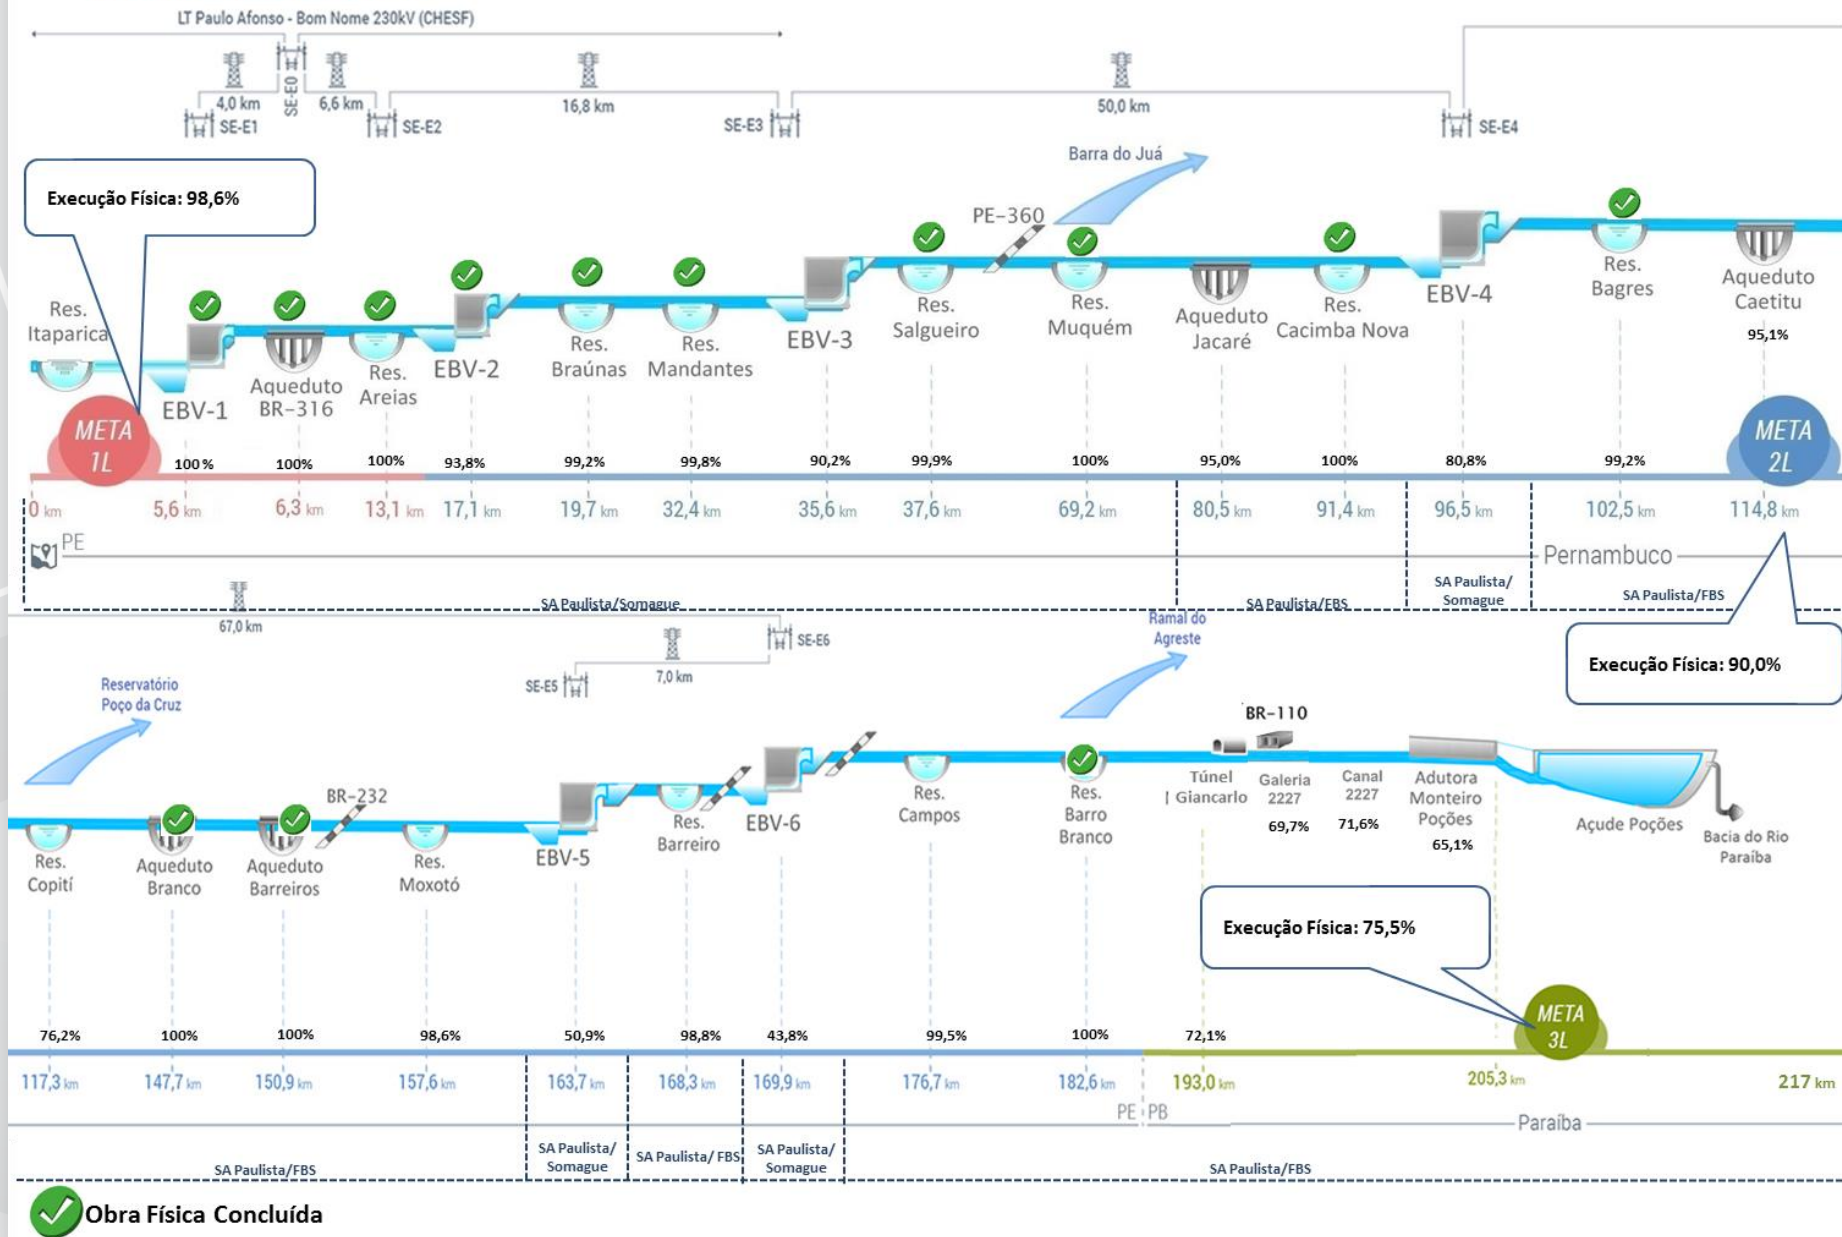 LT Paulo Afonso - Bom Nome 230kV (CHESF)
SE-E0
4,0 km
6,6 km
16,8 km
50,0 km
SE-E1
SE-E2
SE-E3
SE-E4
Barra do Juá
Execução Física: 98,6%
PE-360
Res.
Itaparica
EBV-1
Aqueduto
BR-316
Res.
Areias
EBV-2
Res.
Braúnas
Res.
Mandantes
EBV-3
Res.
Salgueiro
Res.
Muquém
Aqueduto
Jacaré
Res.
Cacimba Nova
EBV-4
Res.
Bagres
Aqueduto
Caetitu
95,1%
META
1L
META
2L
100%
100%
100%
93,8%
99,2%
99,8%
90,2%
99,9%
100%
95,0%
100%
80,8%
99,2%
0 km
5,6 km
6,3 km
13,1 km
17,1 km
19,7 km
32,4 km
35,6 km
37,6 km
69,2 km
80,5 km
91,4 km
96,5 km
102,5 km
114,8 km
PE
Pernambuco
SA Paulista/Somague
SA Paulista/FBS
SA Paulista/
Somague
SA Paulista/FBS
Execução Física: 90,0%
67,0 km
SE-E6
7,0 km
SE-E5
Reservatório
Poço da Cruz
Ramal do
Agreste
BR-110
BR-232
Res.
Copití
Aqueduto
Branco
Aqueduto
Barreiros
Res.
Moxotó
EBV-5
Res.
Barreiro
EBV-6
Res.
Campos
Res.
Barro
Branco
Túnel
| Giancarlo
Galeria
2227
69,7%
Canal
2227
71,6%
Adutora
Monteiro
Poções
65,1%
Açude Poções
Bacia do Rio
Paraíba
Execução Física: 75,5%
META
3L
76,2%
100%
100%
98,6%
50,9%
98,8%
43,8%
99,5%
100%
72,1%
117,3 km
147,7 km
150,9 km
157,6 km
163,7 km
168,3 km
169,9 km
176,7 km
182,6 km
193,0 km
205,3 km
217 km
PE
PB
Paraíba
SA Paulista/FBS
SA Paulista/
Somague
SA Paulista/ FBS
SA Paulista/
Somague
SA Paulista/FBS
Obra Física Concluída